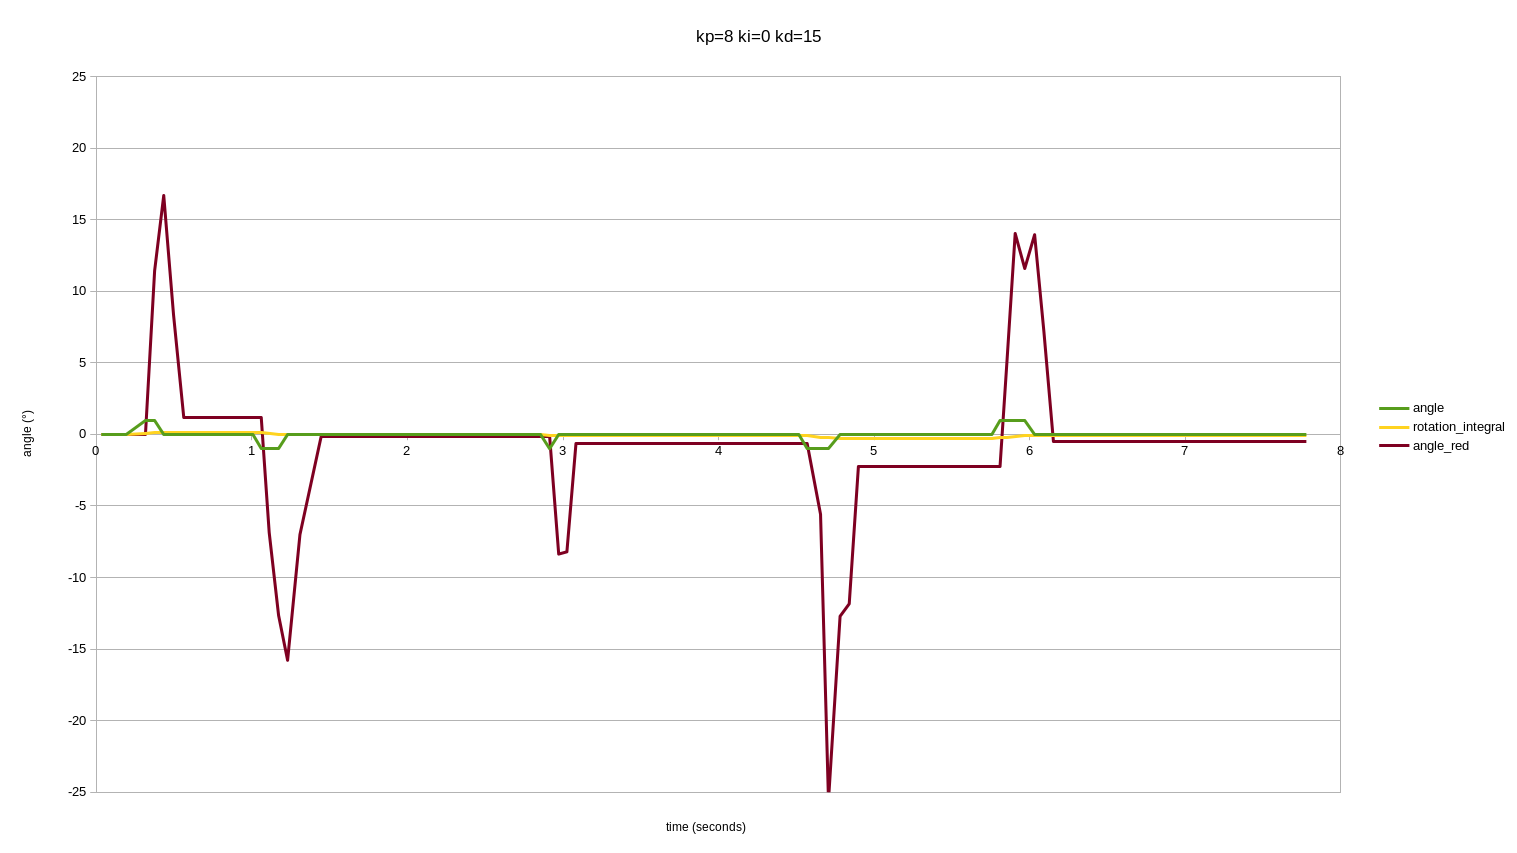 kp=8 ki=0 kd=15
25
20
15
10
5
0
-5
-10
-15
-20
-25
0 1 2 3 4 5 6 7 8
angle (°)
time (seconds)
angle
rotation_integral
angle_red